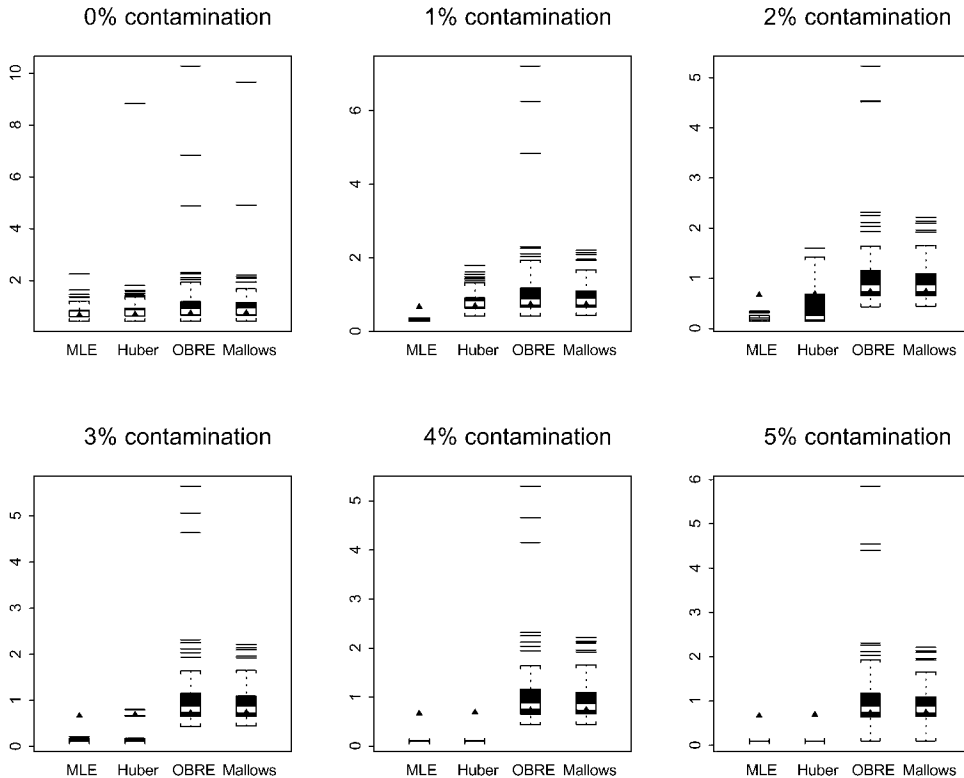 0% contamination
1% contamination
2% contamination
10
8
6
4
2
6
4
2
0
5
4
3
2
1
0
MLE Huber OBRE Mallows
MLE Huber OBRE Mallows
MLE Huber OBRE Mallows
3% contamination
4% contamination
5% contamination
5
4
3
2
1
0
5
4
3
2
1
0
6
5
4
3
2
1
0
MLE Huber OBRE Mallows
MLE Huber OBRE Mallows
MLE Huber OBRE Mallows